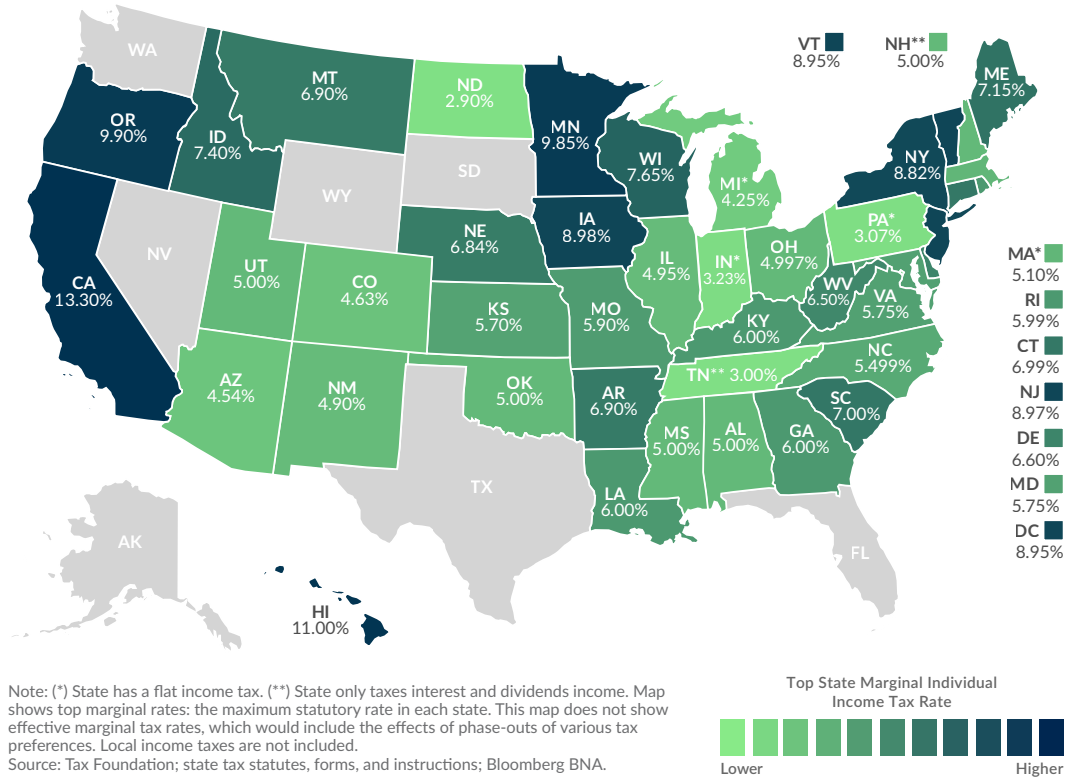 WA
VT
8.95%
NH**
5.00%
MT
6.90%
ND
2.90%
ME
7.15%
OR
9.90%
ID
7.40%
MN
9.85%
WI
7.65%
NY
8.82%
SD
WY
MI*
4.25%
IA
8.98%
NE
6.84%
PA*
3.07%
NV
UT
5.00%
CO
4.63%
IL
4.95%
IN*
3.23%
OH
4.997%
WV
6.50%
VA
5.75%
MA*
5.10%
CA
13.30%
KS
5.70%
MO
5.90%
KY
6.00%
RI
5.99%
NC
5.499%
CT
6.99%
AZ
4.54%
NM
4.90%
OK
5.00%
TN** 3.00%
AR
6.90%
SC
7.00%
NJ
8.97%
MS
5.00%
AL
5.00%
GA
6.00%
DE
6.60%
TX
LA
6.00%
MD
5.75%
AK
FL
DC
8.95%
HI
11.00%
Note: (*) State has a flat income tax. (**) State only taxes interest and dividends income. Map
shows top marginal rates: the maximum statutory rate in each state. This map does not show
effective marginal tax rates, which would include the effects of phase-outs of various tax
preferences. Local income taxes are not included.
Source: Tax Foundation; state tax statutes, forms, and instructions; Bloomberg BNA.
Top State Marginal Individual
Income Tax Rate
Lower
Higher